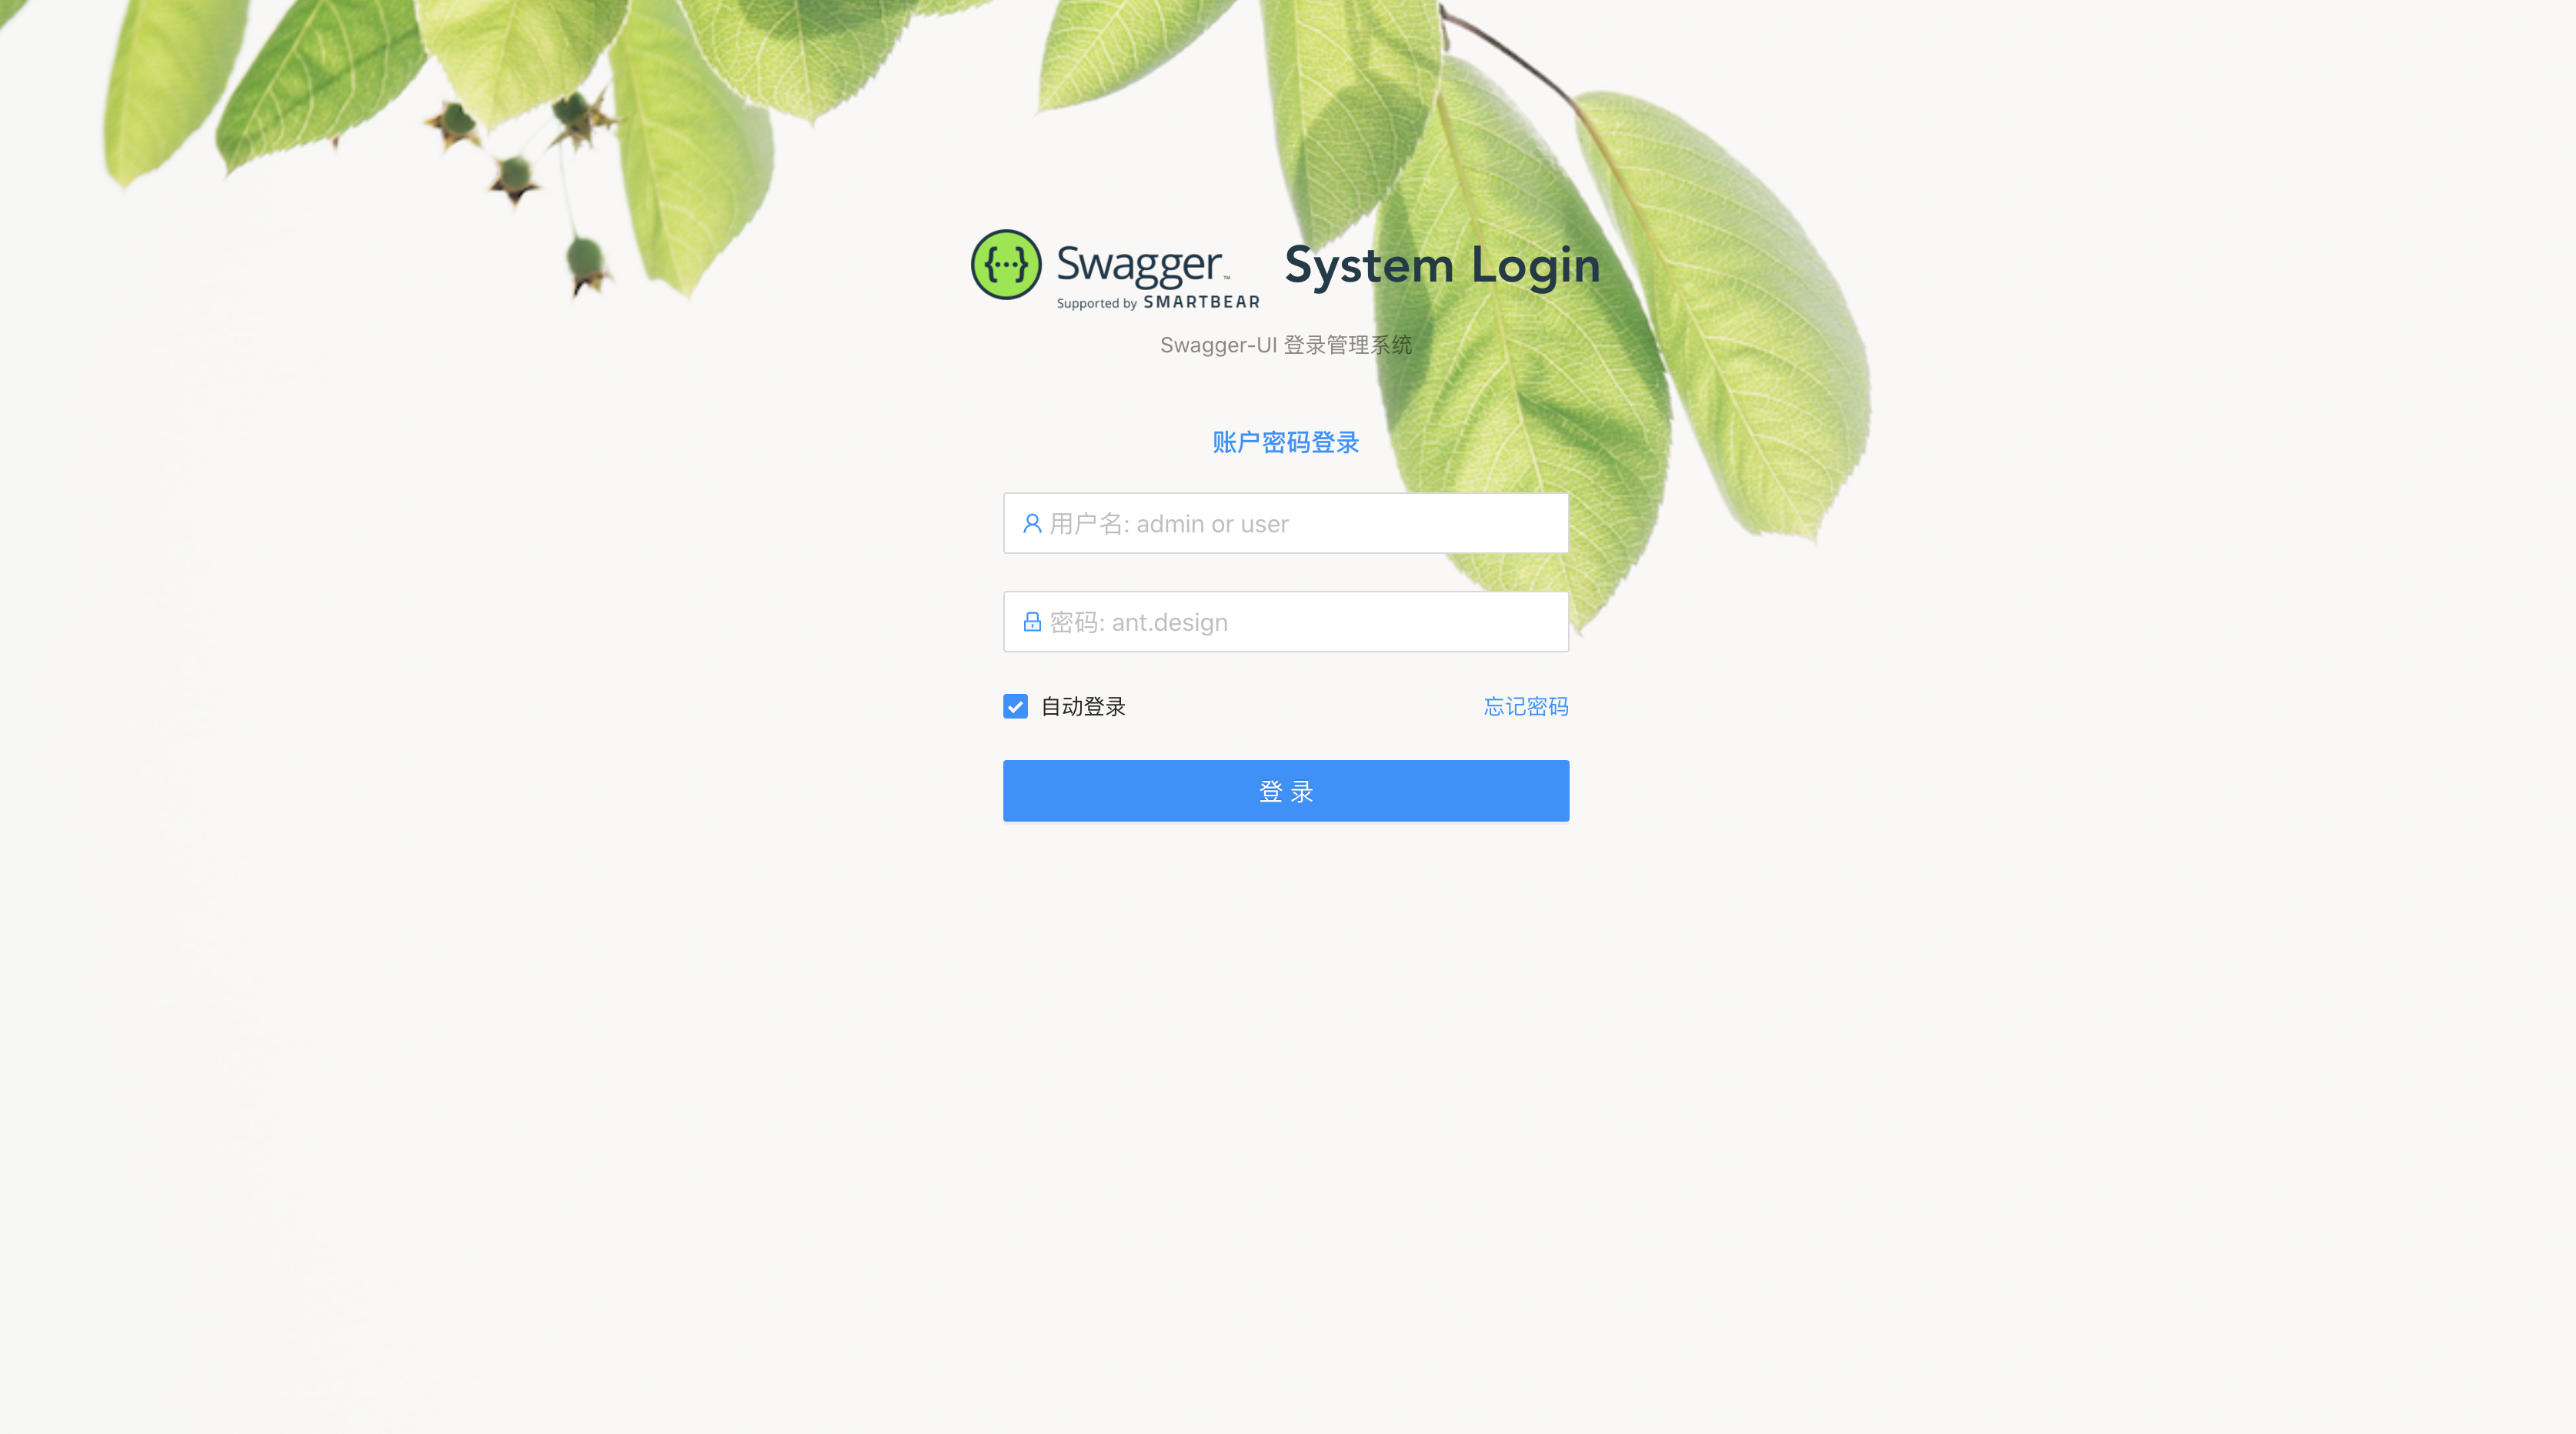 {···} Swagger™ System Login
Supported by SMARTBEAR
Swagger-UI 登录管理系统
账户密码登录
用户名: admin or user
密码: ant.design
自动登录 忘记密码
登 录